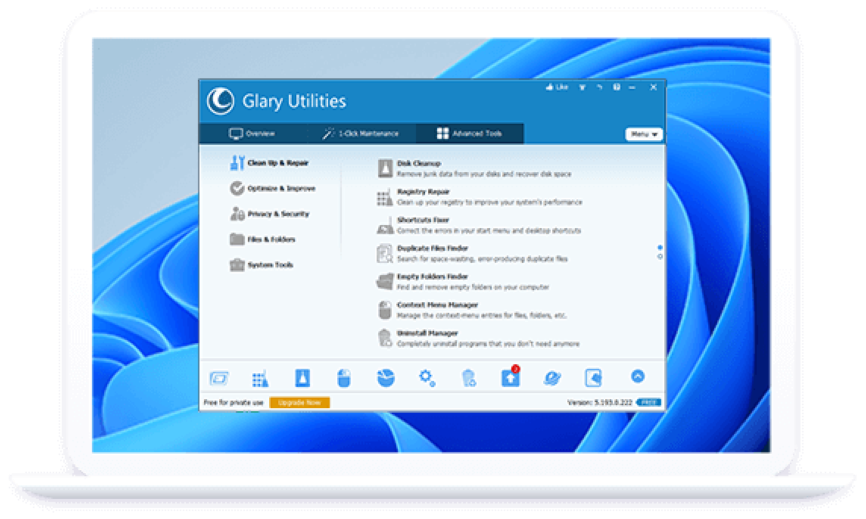 Like
Glary Utilities
Overview
1-Click Maintenance
Advanced Tools
Menu
Clean Up & Repair
Optimize & Improve
Privacy & Security
Files & Folders
System Tools
Disk Cleanup
Remove junk data from your disks and recover disk space
Registry Repair
Clean up your registry to improve your system's performance
Shortcuts Fixer
Correct the errors in your start menu and desktop shortcuts
Duplicate Files Finder
Search for space-wasting, error-producing duplicate files
Empty Folders Finder
Find and remove empty folders on your computer
Context Menu Manager
Manage the context-menu entries for files, folders, etc.
Uninstall Manager
Completely uninstall programs that you don't need anymore
Free for private use
Upgrade Now
Version: 5.193.0.222
FREE